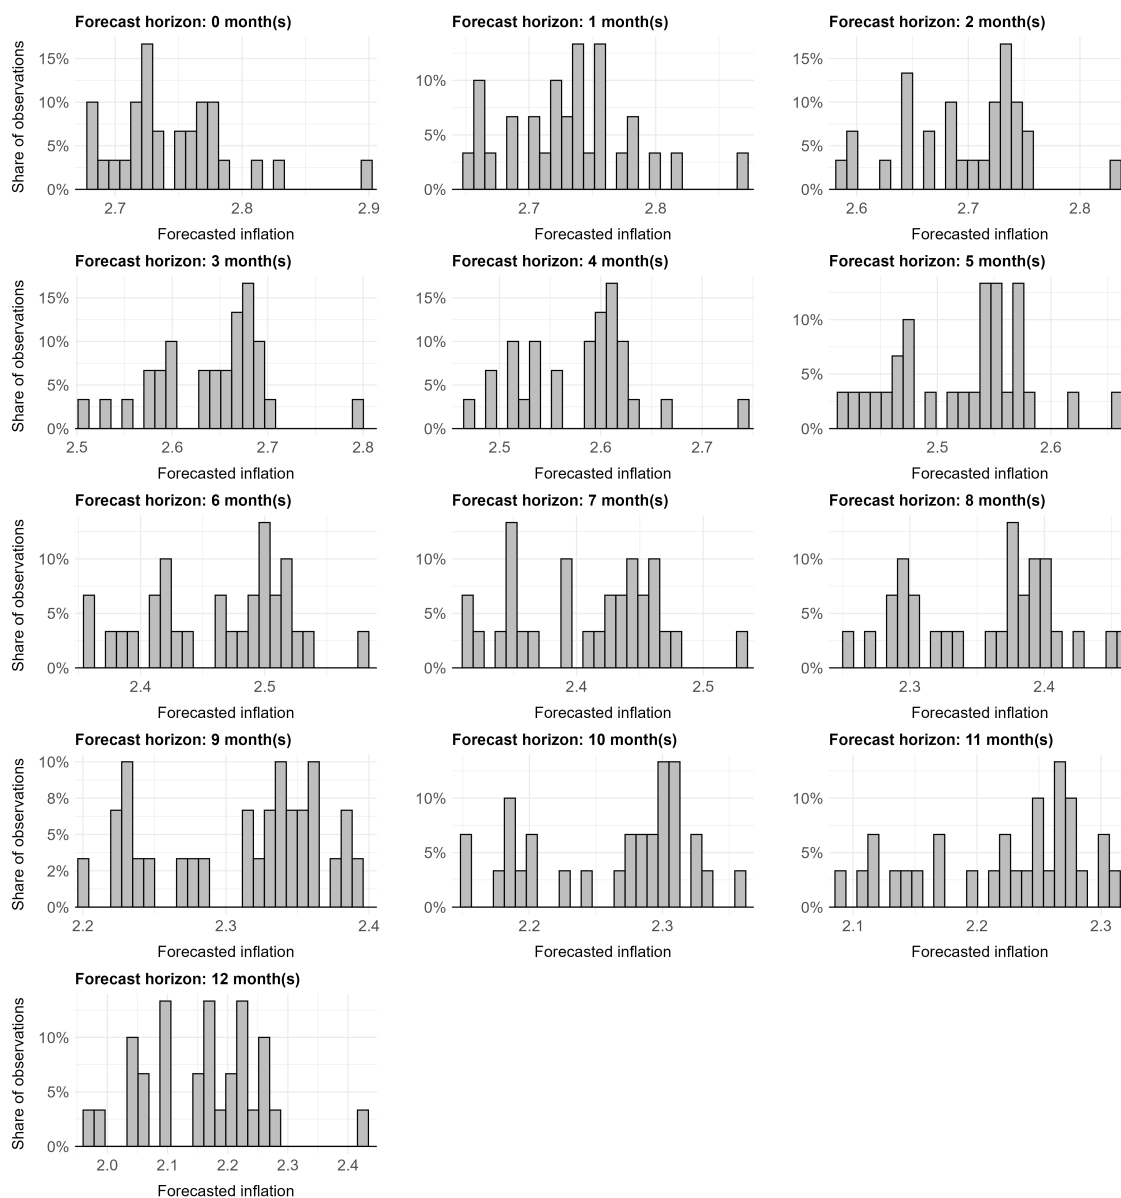 Forecast horizon: 0 month(s)
Forecast horizon: 1 month(s)
Forecast horizon: 2 month(s)
Share of observations
15%
10%
5%
0%
10%
5%
0%
15%
10%
5%
0%
2.7 2.8 2.9
2.7 2.8
2.6 2.7 2.8
Forecasted inflation
Forecasted inflation
Forecasted inflation
Forecast horizon: 3 month(s)
Forecast horizon: 4 month(s)
Forecast horizon: 5 month(s)
Share of observations
15%
10%
5%
0%
15%
10%
5%
0%
10%
5%
0%
2.5 2.6 2.7 2.8
2.5 2.6 2.7
2.5 2.6
Forecasted inflation
Forecasted inflation
Forecasted inflation
Forecast horizon: 6 month(s)
Forecast horizon: 7 month(s)
Forecast horizon: 8 month(s)
Share of observations
10%
5%
0%
10%
5%
0%
10%
5%
0%
2.4 2.5
2.4 2.5
2.3 2.4
Forecasted inflation
Forecasted inflation
Forecasted inflation
Forecast horizon: 9 month(s)
Forecast horizon: 10 month(s)
Forecast horizon: 11 month(s)
Share of observations
10%
8%
5%
2%
0%
10%
5%
0%
10%
5%
0%
2.2 2.3 2.4
2.2 2.3
2.1 2.2 2.3
Forecasted inflation
Forecasted inflation
Forecasted inflation
Forecast horizon: 12 month(s)
Share of observations
10%
5%
0%
2.0 2.1 2.2 2.3 2.4
Forecasted inflation